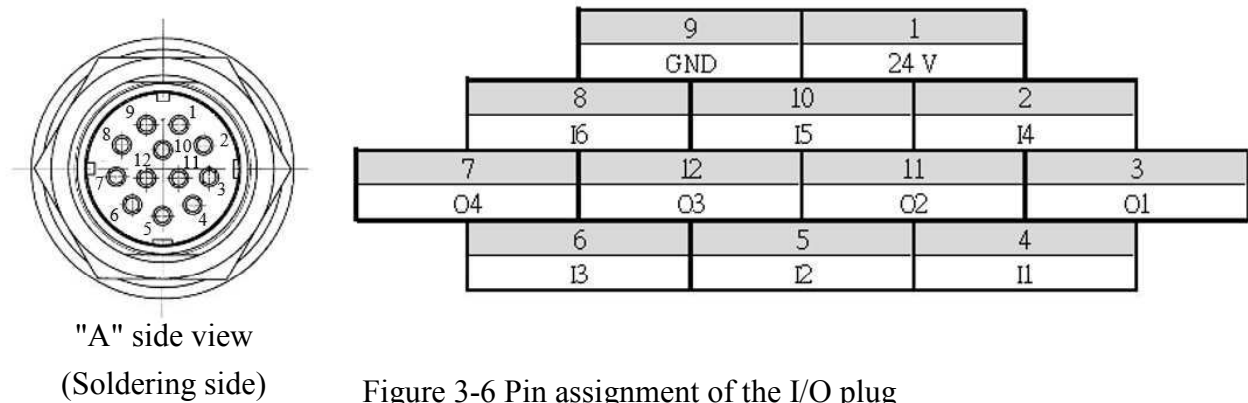 9 1
GND 24 V
8 10 2
I6 I5 I4
7 12 11 3
O4 O3 O2 O1
6 5 4
I3 I2 I1
9 1
8 10 2
12 11
7 3
6 4
5
"A" side view
(Soldering side)
Figure 3-6 Pin assignment of the I/O plug